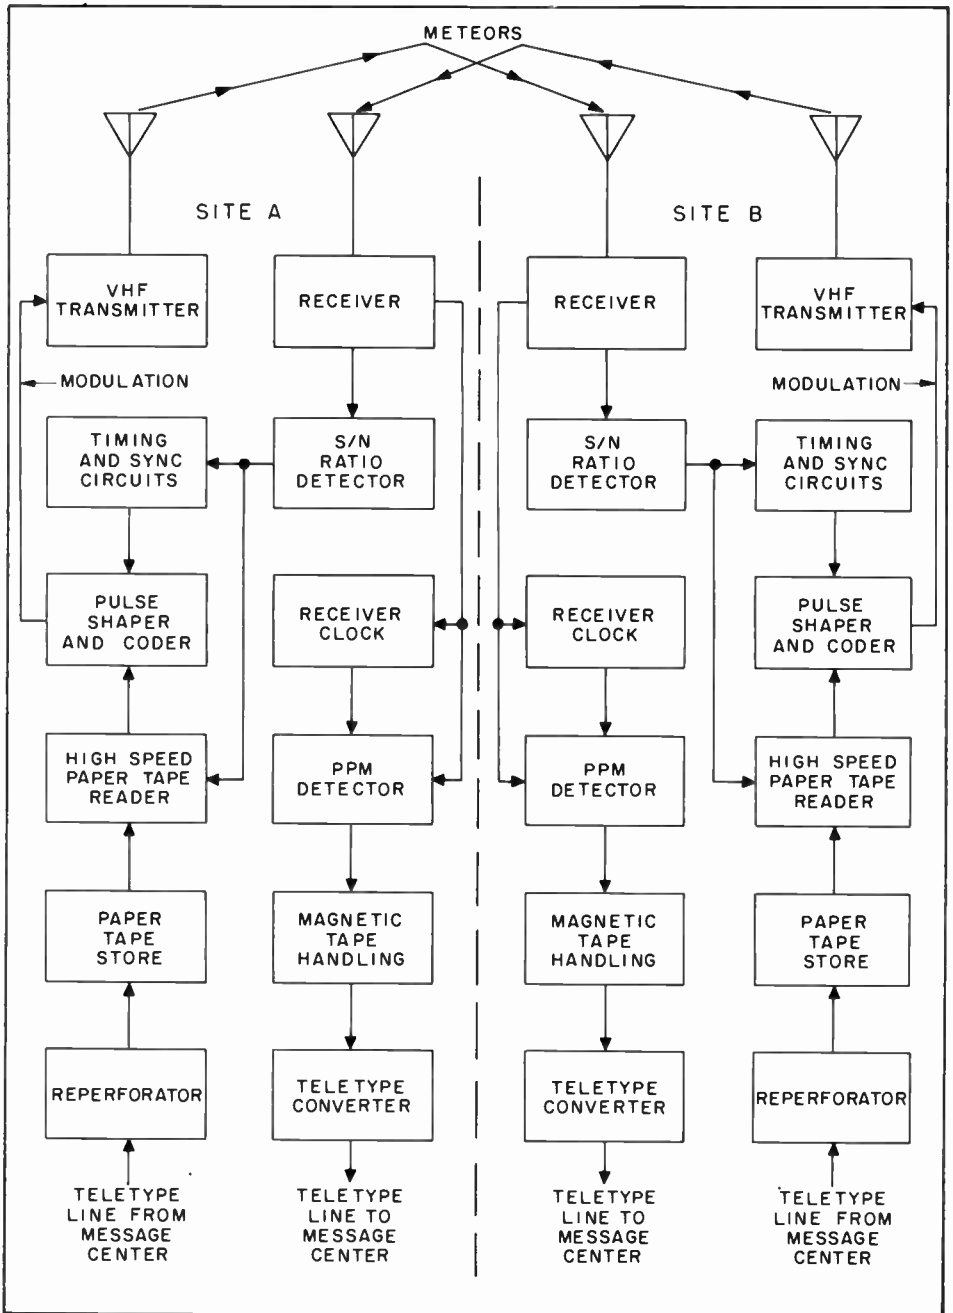 METEORS
SITE A
SITE B
VHF
TRANSMITTER
RECEIVER
RECEIVER
VHF
TRANSMITTER
MODULATION
MODULATION
TIMING
AND SYNC
CIRCUITS
S/N
RATIO
DETECTOR
S/N
RATIO
DETECTOR
TIMING
AND SYNC
CIRCUITS
PULSE
SHAPER
AND CODER
RECEIVER
CLOCK
RECEIVER
CLOCK
PULSE
SHAPER
AND CODER
HIGH SPEED
PAPER TAPE
READER
PPM
DETECTOR
PPM
DETECTOR
HIGH SPEED
PAPER TAPE
READER
PAPER
TAPE
STORE
MAGNETIC
TAPE
HANDLING
MAGNETIC
TAPE
HANDLING
PAPER
TAPE
STORE
REPERFORATOR
TELETYPE
CONVERTER
TELETYPE
CONVERTER
REPERFORATOR
TELETYPE
LINE FROM
MESSAGE
CENTER
TELETYPE
LINE TO
MESSAGE
CENTER
TELETYPE
LINE TO
MESSAGE
CENTER
TELETYPE
LINE FROM
MESSAGE
CENTER